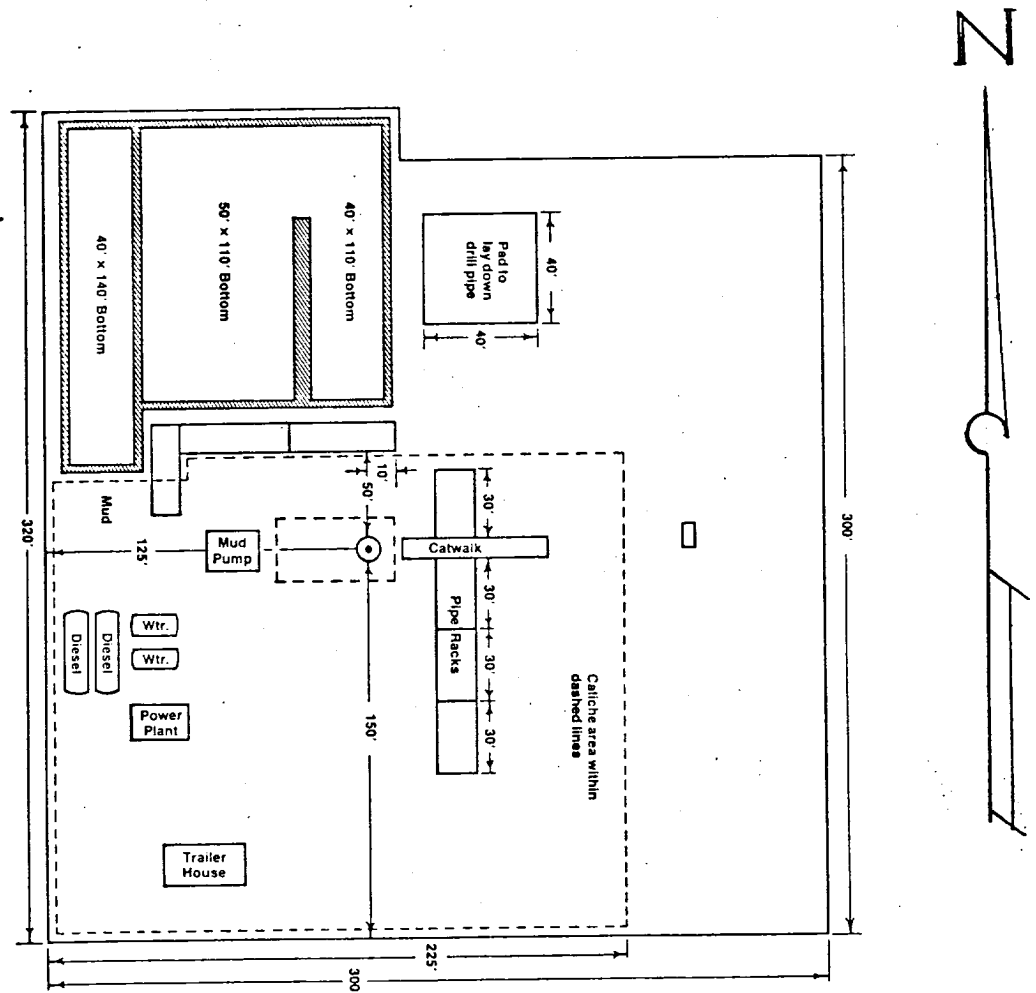 N
40' x 140' Bottom
50' x 110' Bottom
40' x 110' Bottom
Pad to
lay down
drill pipe
40'
40'
300'
320'
Mud
125'
Mud
Pump
50'
10'
30'
Catwalk
30'
Pipe Racks
30'
30'
Caliche area within
dashed lines
Wtr.
Wtr.
Diesel
Diesel
Power
Plant
150'
Trailer
House
225'
300